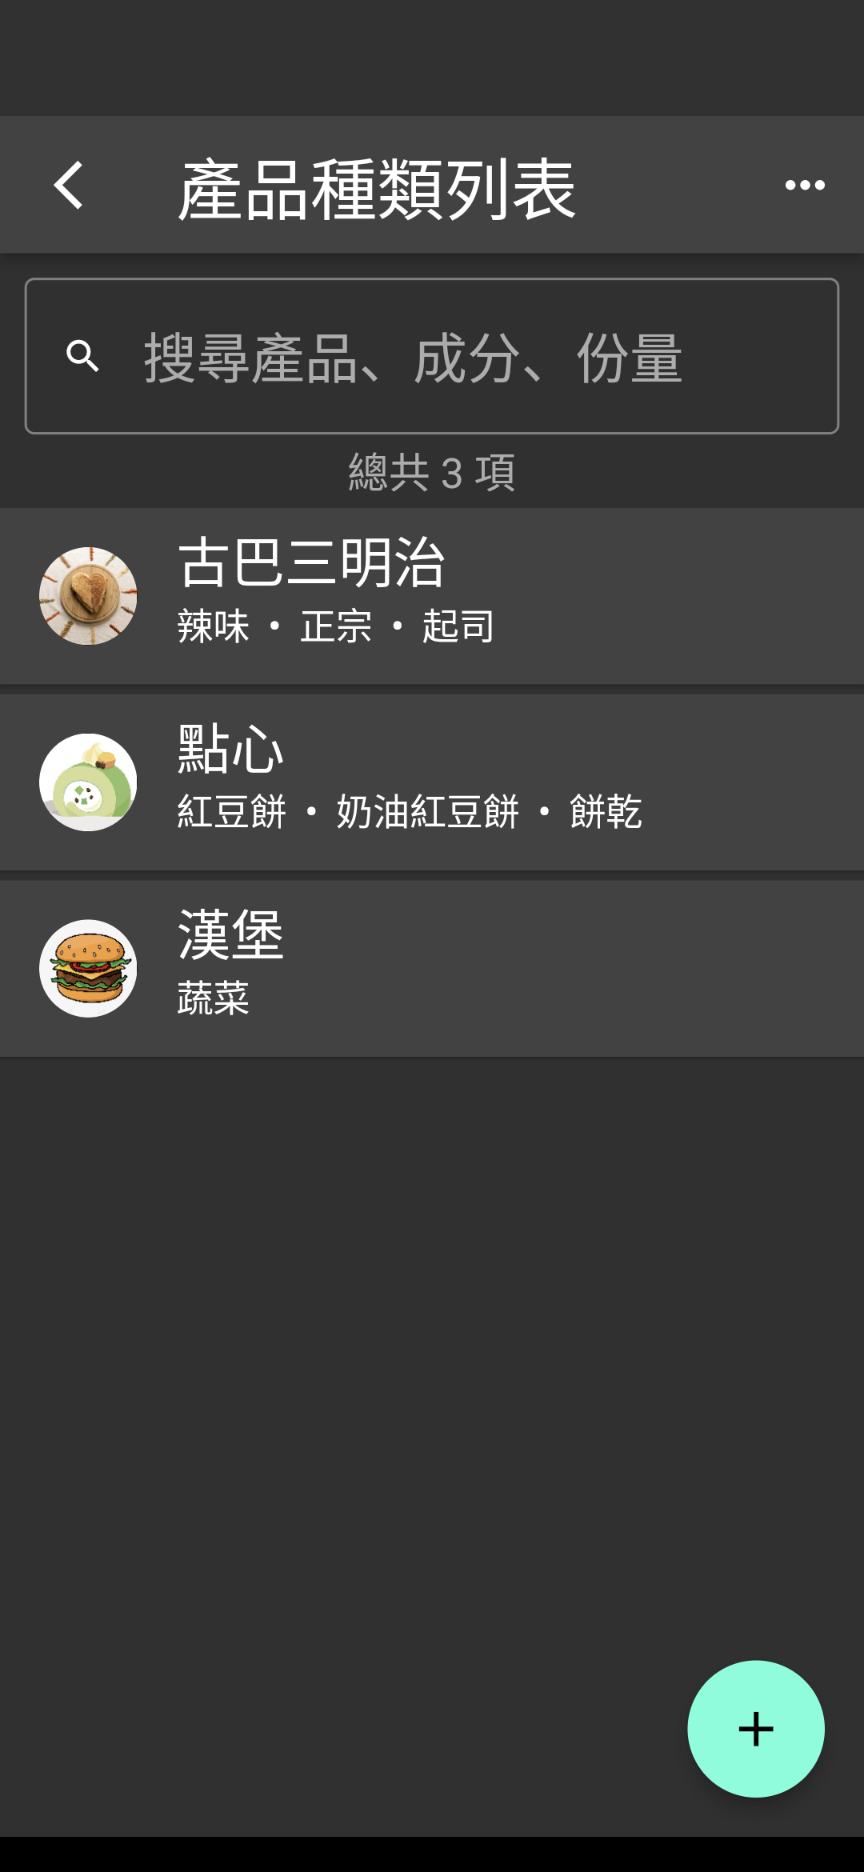 產品種類列表
搜尋產品、成分、份量
總共 3 項
古巴三明治
辣味 • 正宗 • 起司
點心
紅豆餅 • 奶油紅豆餅 • 餅乾
漢堡
蔬菜